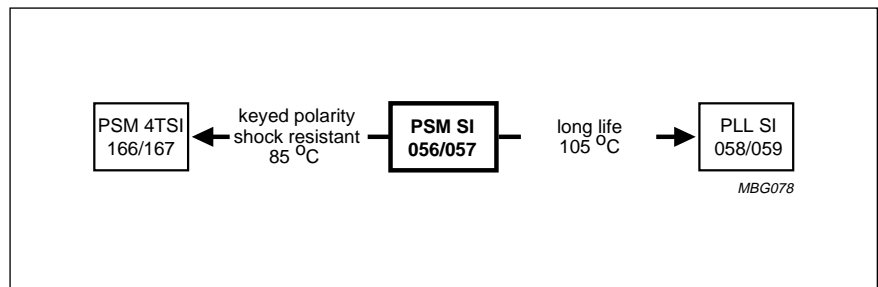 PSM 4TSI
166/167
keyed polarity
shock resistant
85 °C
PSM SI
056/057
long life
105 °C
PLL SI
058/059
MBG078